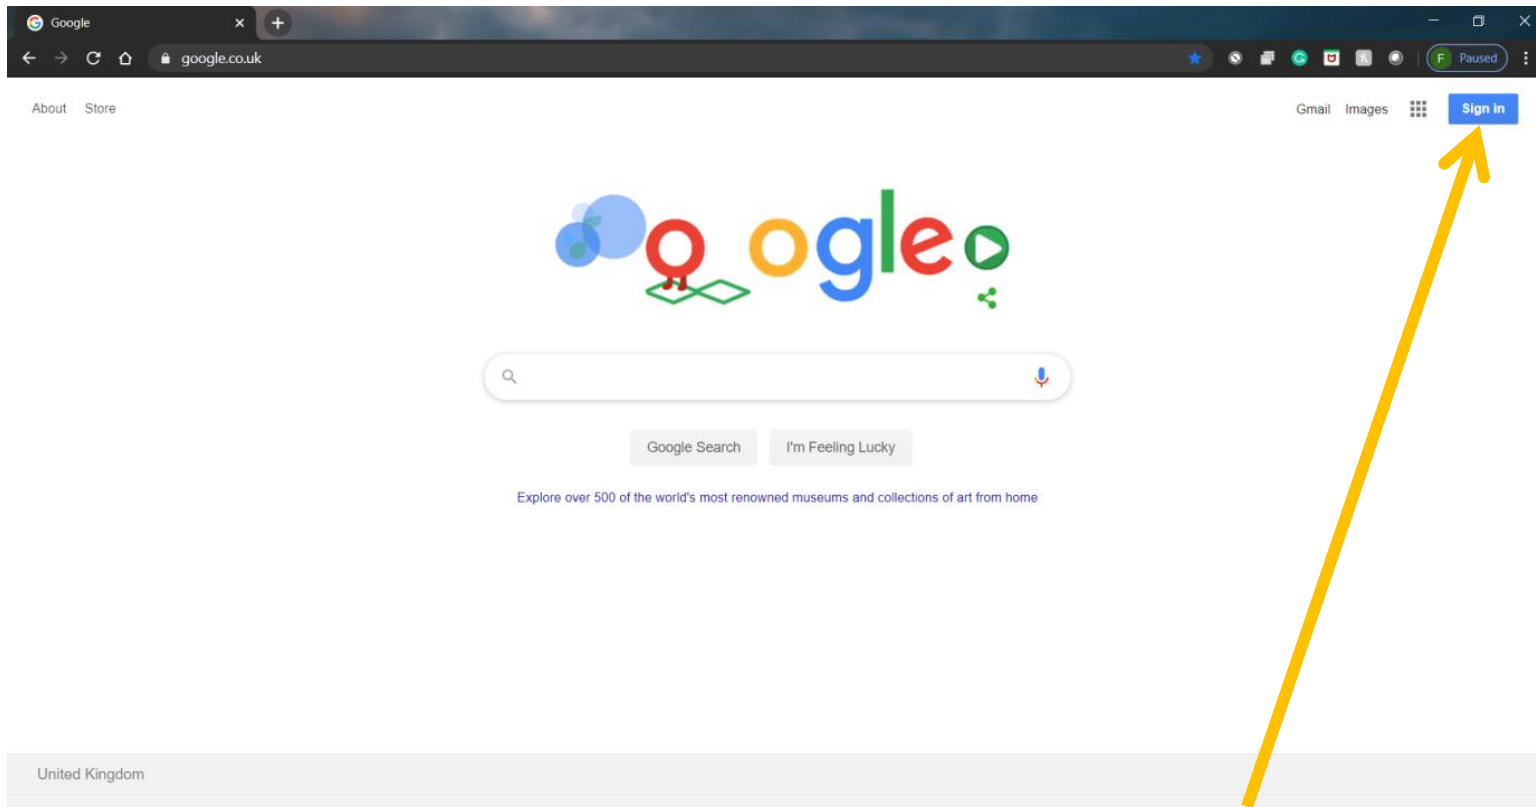 Google
google.co.uk
F Paused
About Store
Gmail Images Sign in
ogle
Google Search I'm Feeling Lucky
Explore over 500 of the world's most renowned museums and collections of art from home
United Kingdom